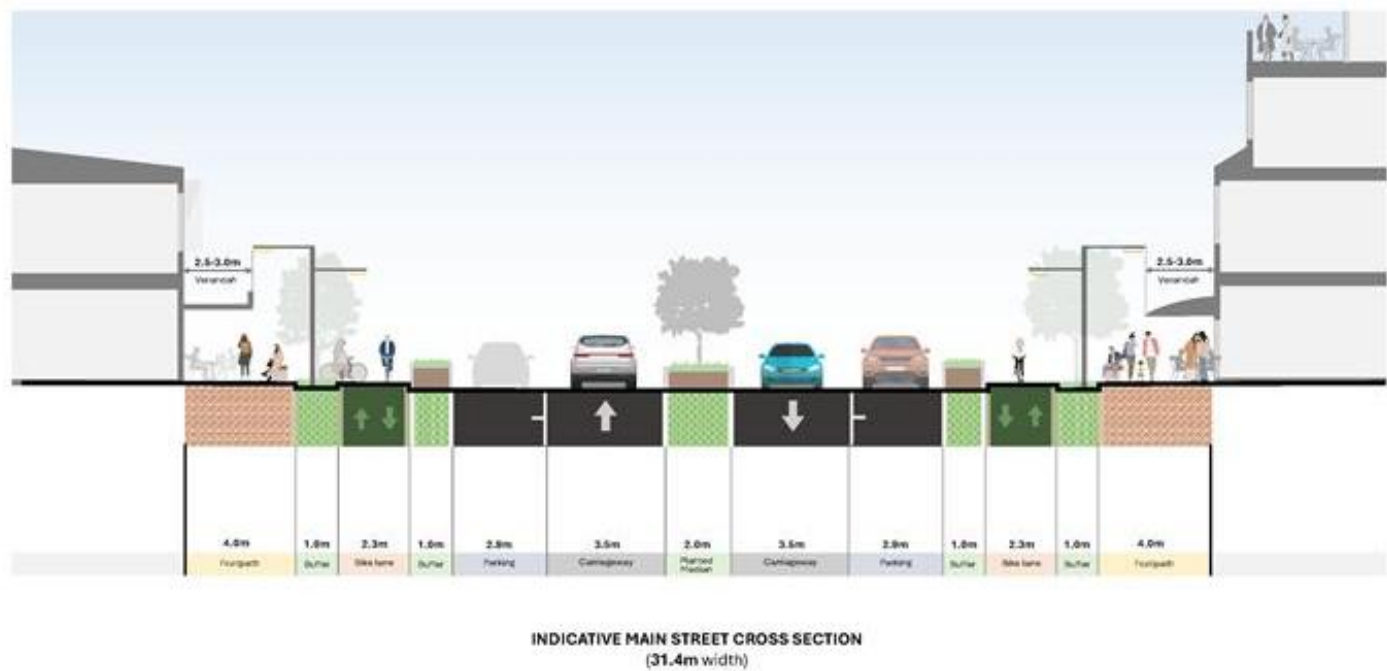 2.5-3.0m
Verandah
2.5-3.0m
Verandah
4.0m 1.0m 2.3m 1.0m 2.9m 3.5m 2.0m 3.5m 2.9m 1.0m 2.3m 1.0m 4.0m
Footpath Buffer Bike lane Buffer Parking Carriageway Planted Median Carriageway Parking Buffer Bike lane Buffer Footpath
INDICATIVE MAIN STREET CROSS SECTION
(31.4m width)